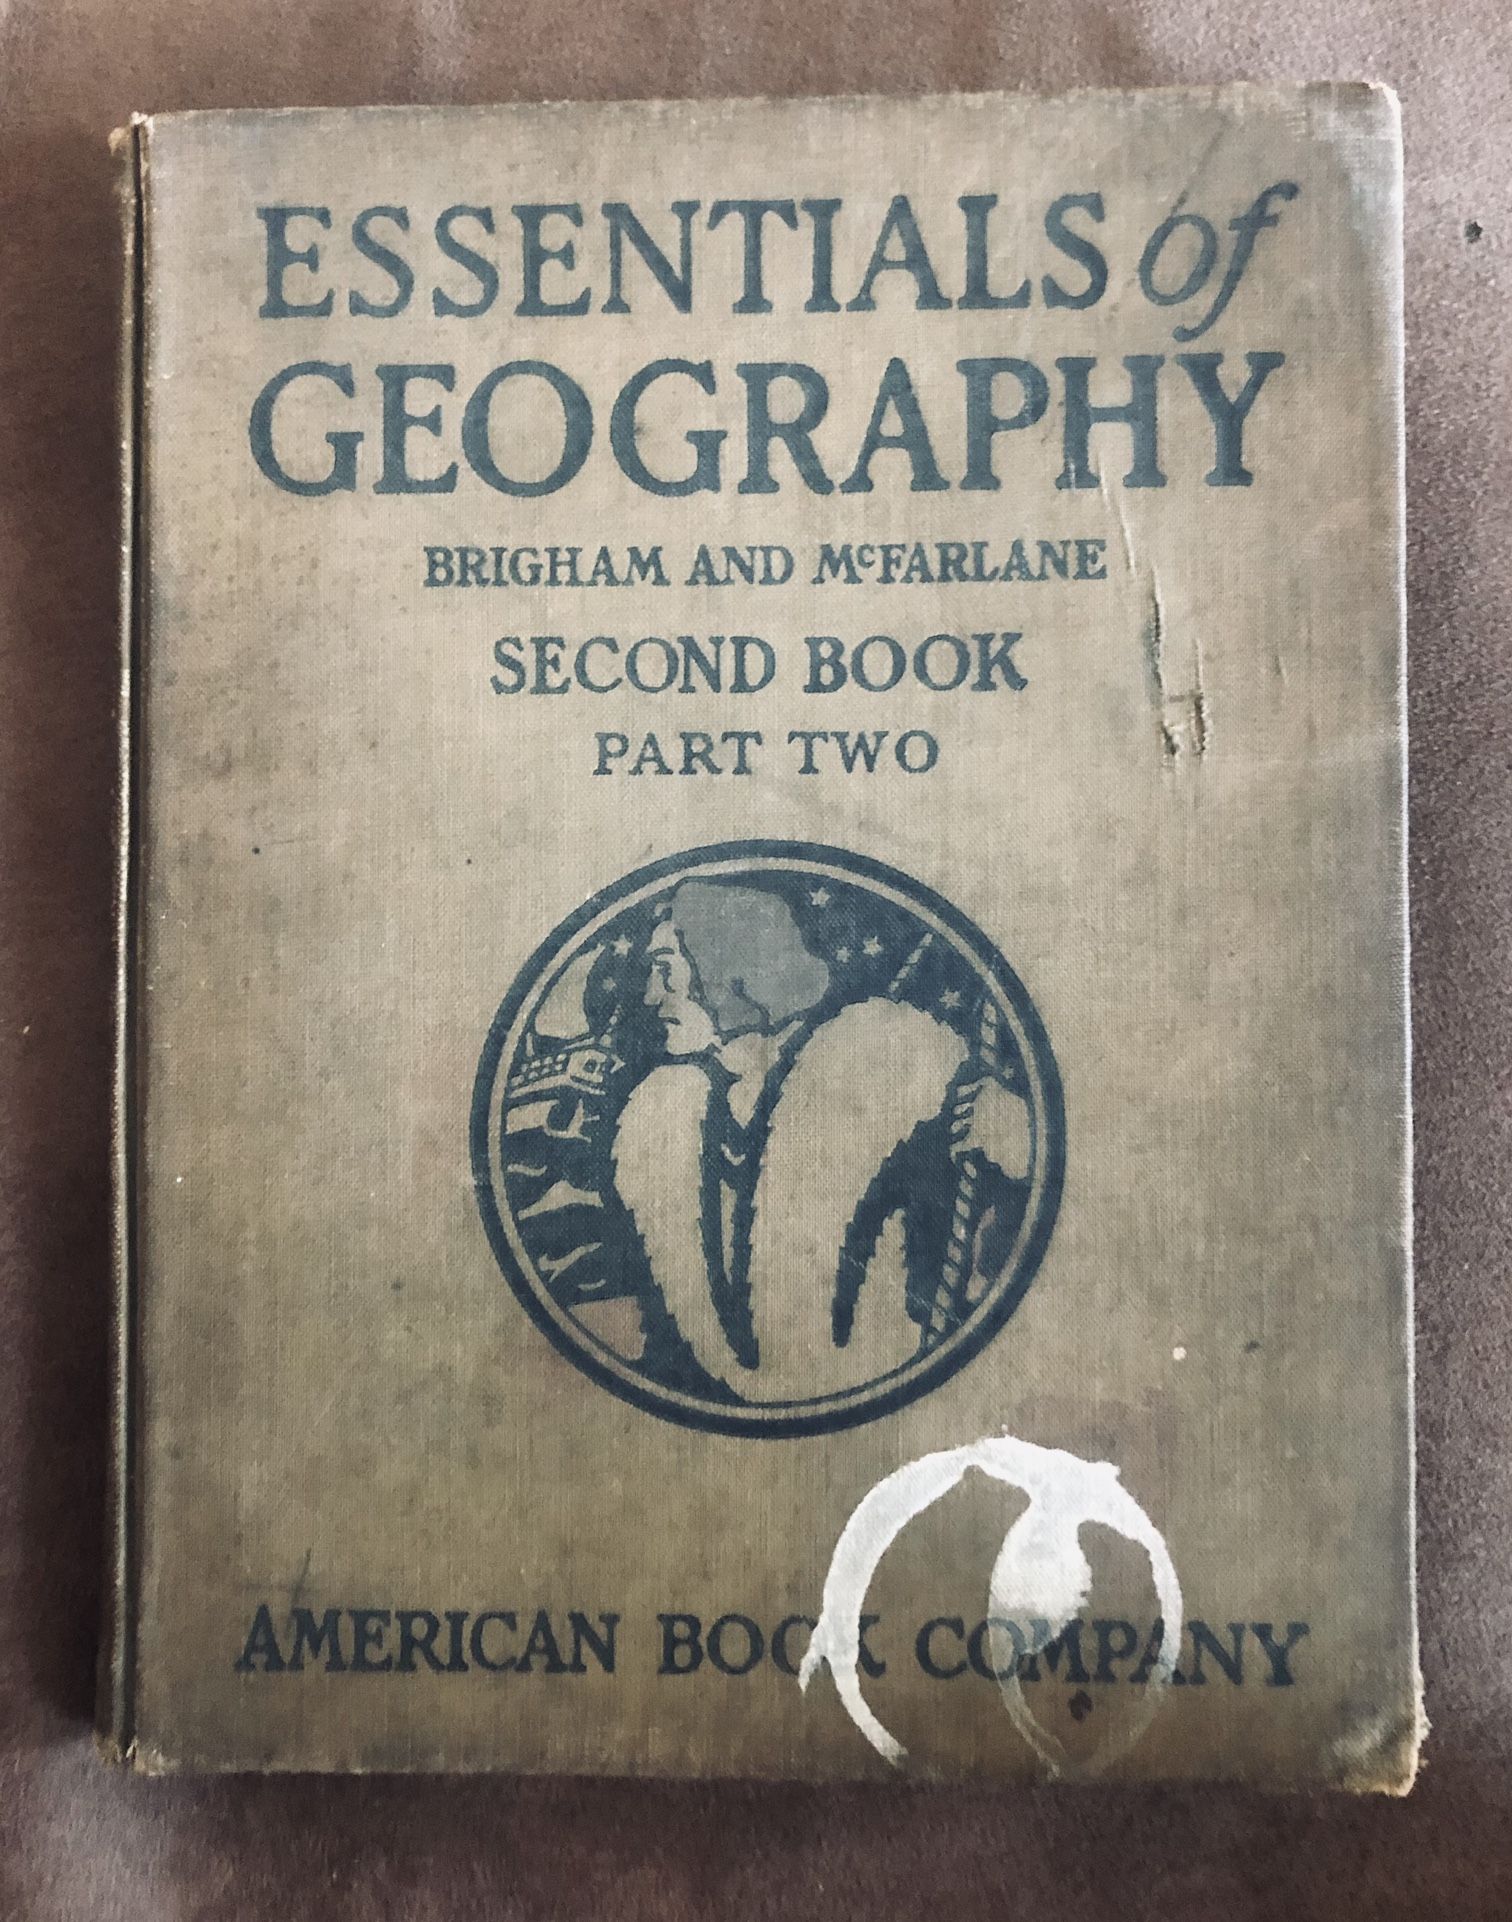 ESSENTIALS of
GEOGRAPHY
BRIGHAM AND McFARLANE
SECOND BOOK
PART TWO
AMERICAN BOOK COMPANY